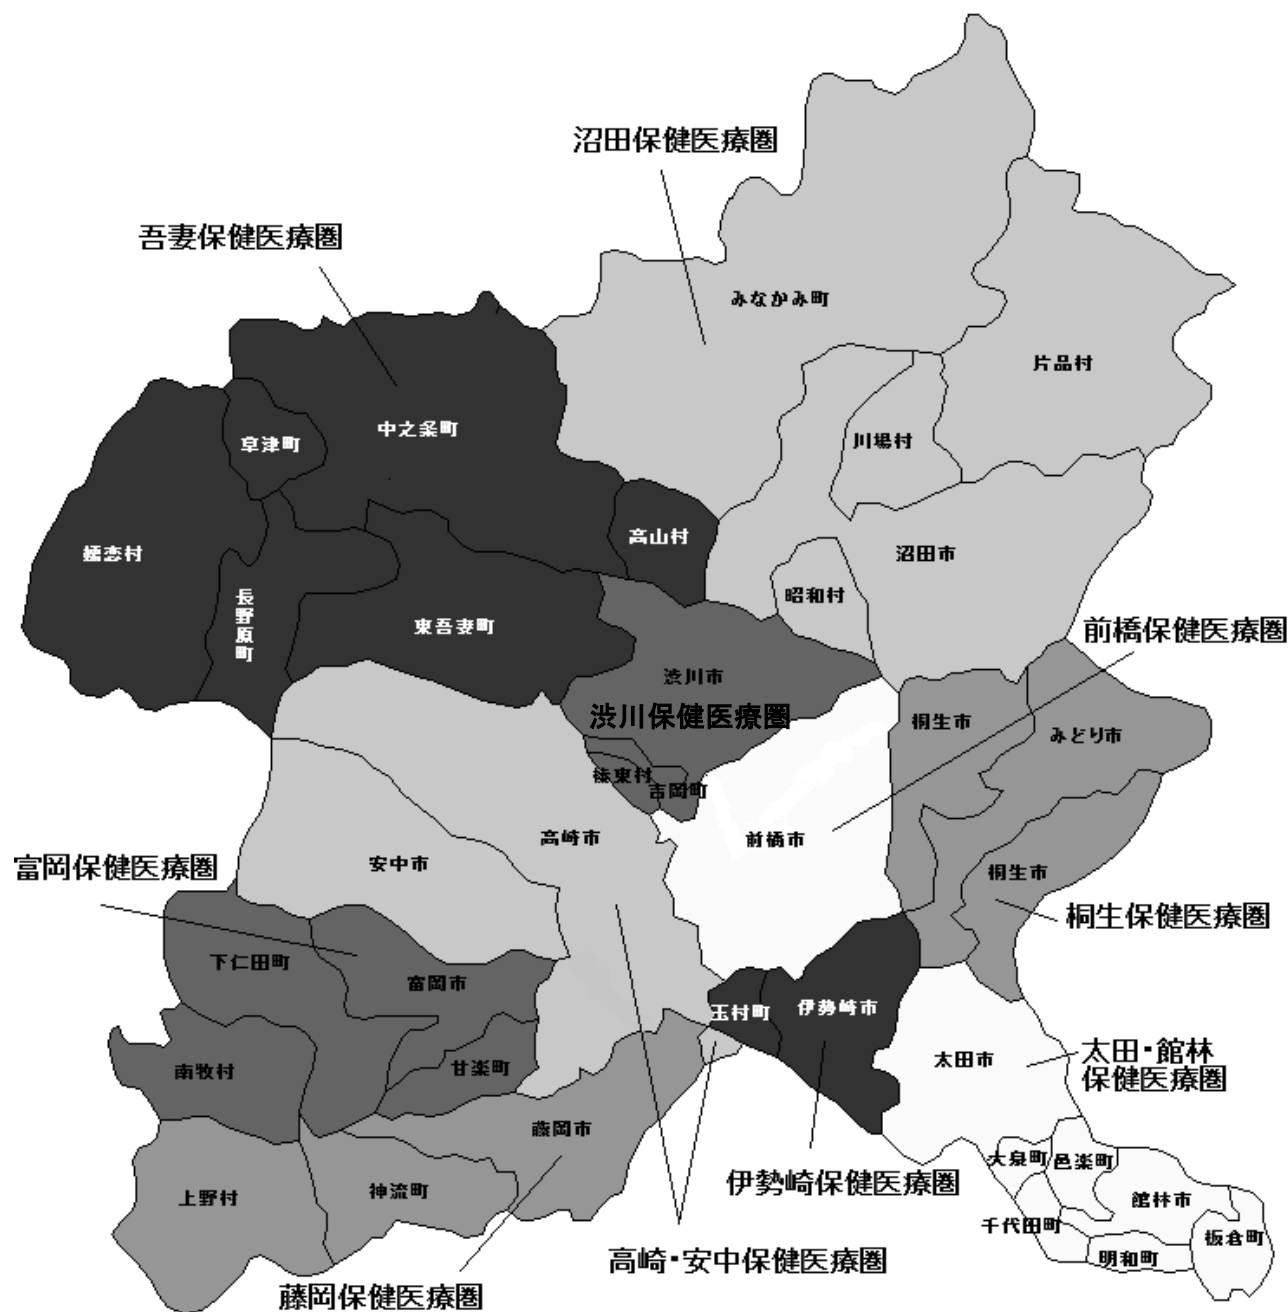 沼田保健医療圏
吾妻保健医療圏
みなかみ町
片品村
中之条町
草津町
川場村
高山村
嬬恋村
沼田市
昭和村
長野原町
東吾妻町
前橋保健医療圏
渋川市
渋川保健医療圏
桐生市
みどり市
榛東村
吉岡町
高崎市
前橋市
安中市
富岡保健医療圏
桐生市
桐生保健医療圏
下仁田町
富岡市
玉村町
伊勢崎市
太田市
太田・館林
保健医療圏
南牧村
甘楽町
藤岡市
大泉町
邑楽町
伊勢崎保健医療圏
上野村
神流町
館林市
千代田町
板倉町
明和町
高崎・安中保健医療圏
藤岡保健医療圏